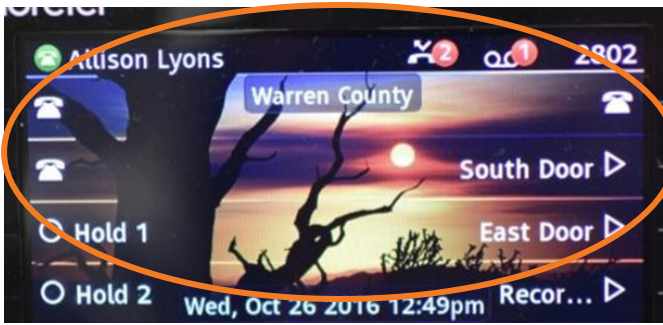 Allison Lyons 2 1 2802
Warren County
South Door
Hold 1 East Door
Hold 2 Wed, Oct 26 2016 12:49pm Recor...